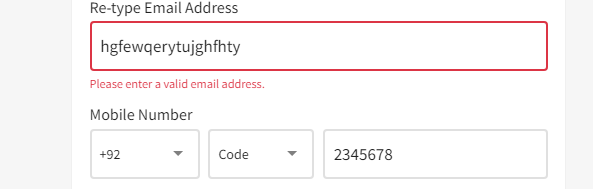 Re-type Email Address
hgfewqerytujghfhty
Please enter a valid email address.
Mobile Number
+92 Code 2345678